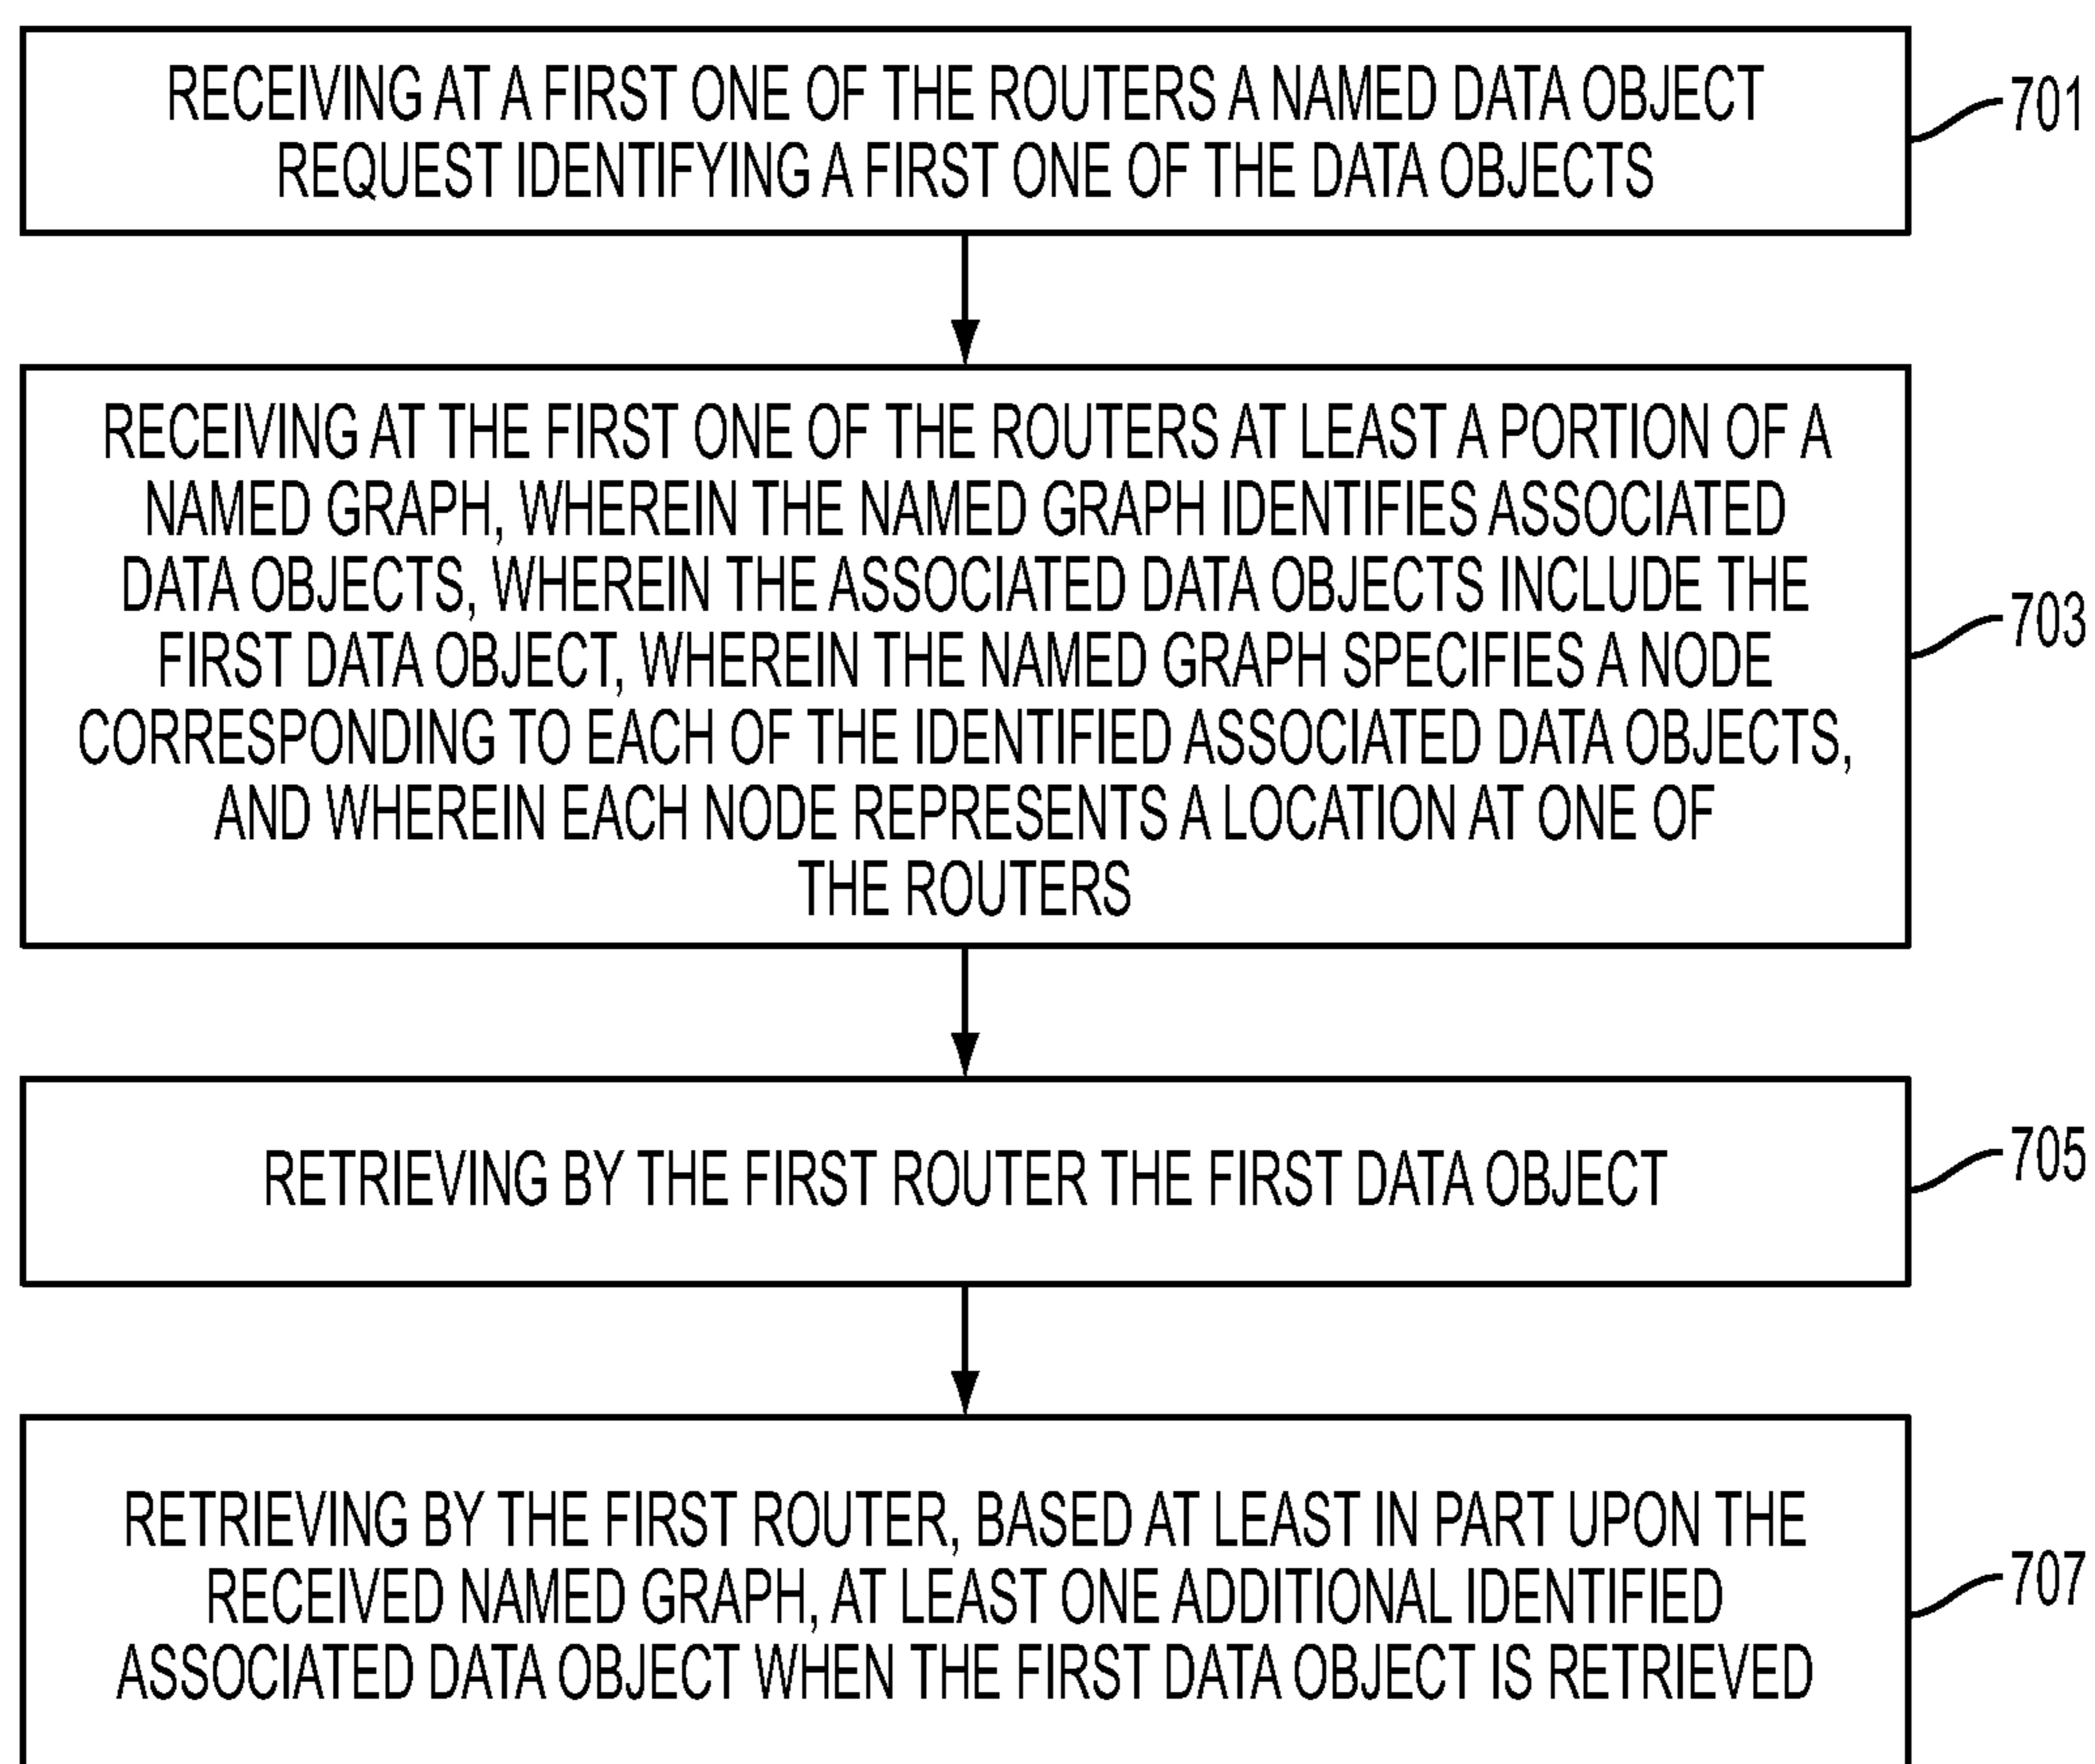 RECEIVING AT A FIRST ONE OF THE ROUTERS A NAMED DATA OBJECT
REQUEST IDENTIFYING A FIRST ONE OF THE DATA OBJECTS
701
RECEIVING AT THE FIRST ONE OF THE ROUTERS AT LEAST A PORTION OF A
NAMED GRAPH, WHEREIN THE NAMED GRAPH IDENTIFIES ASSOCIATED
DATA OBJECTS, WHEREIN THE ASSOCIATED DATA OBJECTS INCLUDE THE
FIRST DATA OBJECT, WHEREIN THE NAMED GRAPH SPECIFIES A NODE
CORRESPONDING TO EACH OF THE IDENTIFIED ASSOCIATED DATA OBJECTS,
AND WHEREIN EACH NODE REPRESENTS A LOCATION AT ONE OF
THE ROUTERS
703
RETRIEVING BY THE FIRST ROUTER THE FIRST DATA OBJECT
705
RETRIEVING BY THE FIRST ROUTER, BASED AT LEAST IN PART UPON THE
RECEIVED NAMED GRAPH, AT LEAST ONE ADDITIONAL IDENTIFIED
ASSOCIATED DATA OBJECT WHEN THE FIRST DATA OBJECT IS RETRIEVED
707